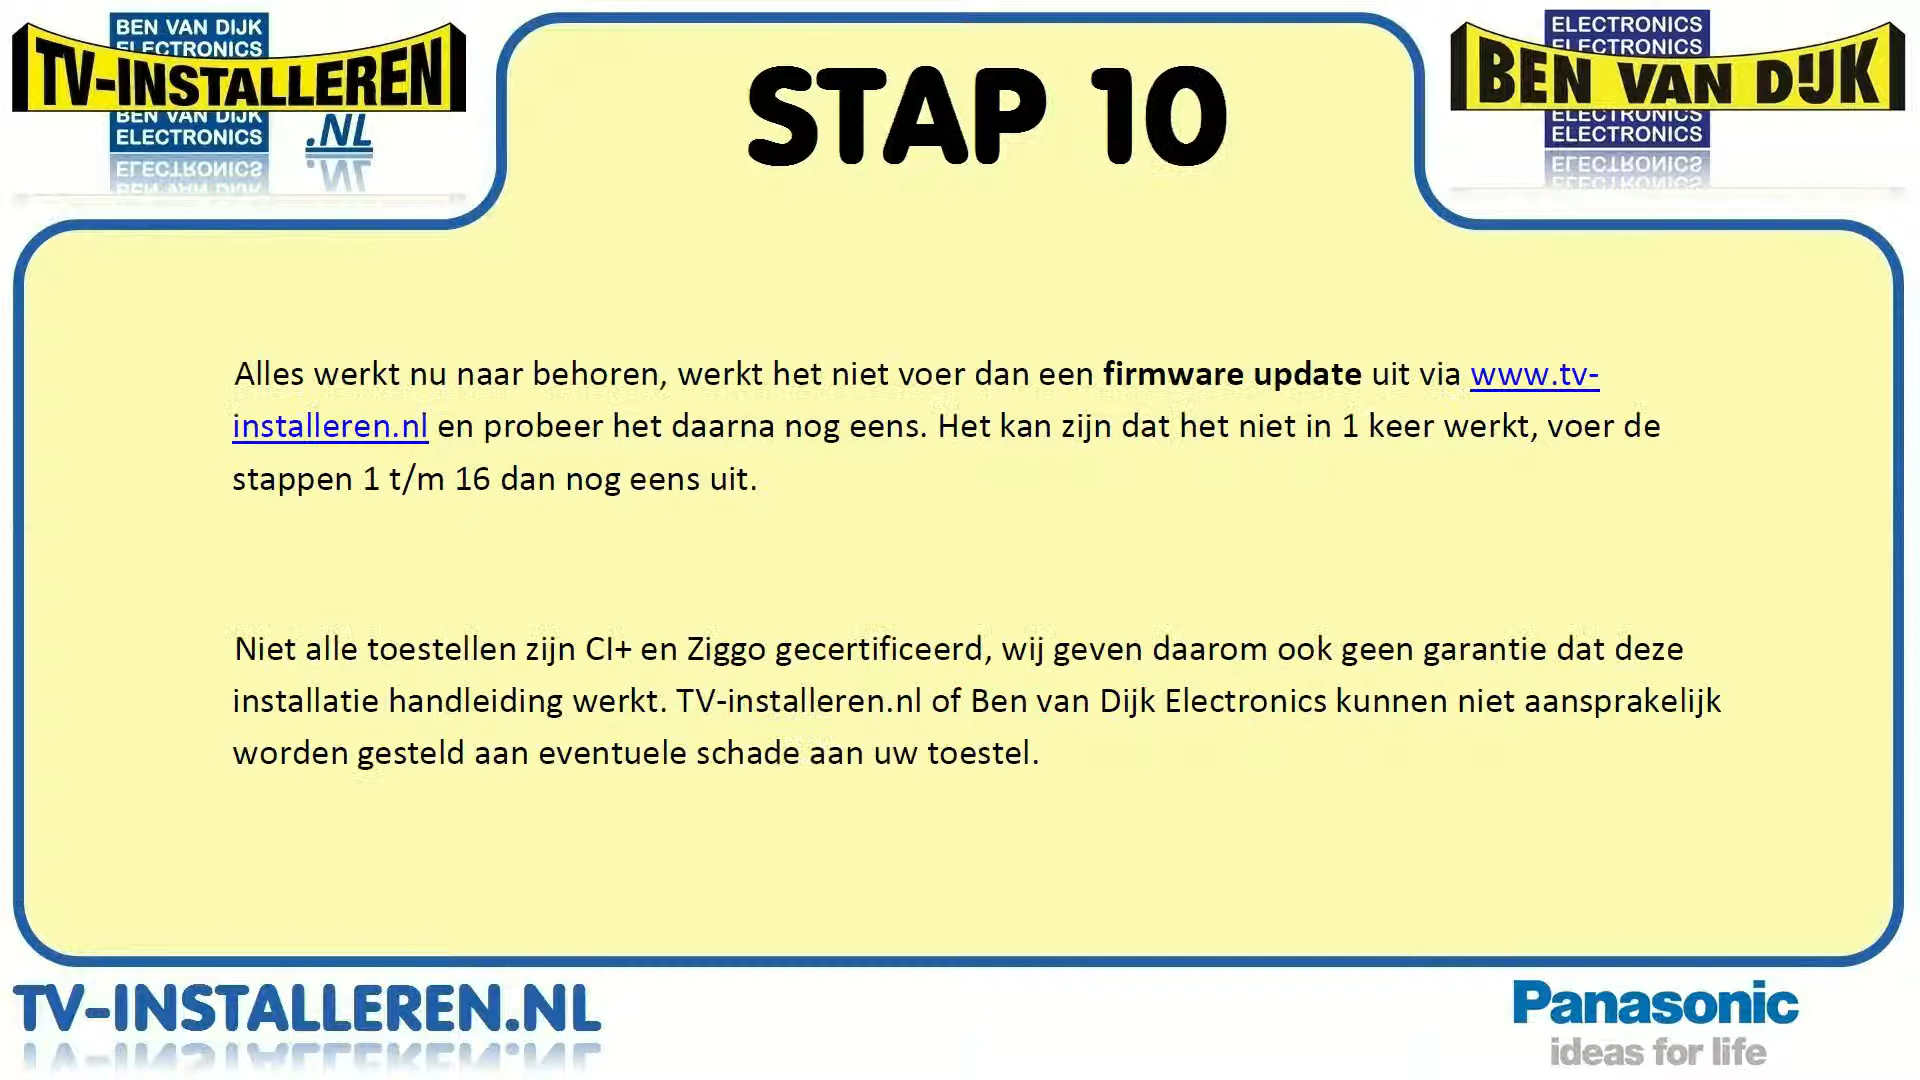 BEN VAN DIJK
ELECTRONICS
TV-INSTALLEREN
BEN VAN DIJK
ELECTRONICS
.NL
STAP 10
ELECTRONICS
ELECTRONICS
BEN VAN DIJK
ELECTRONICS
ELECTRONICS
Alles werkt nu naar behoren, werkt het niet voer dan een firmware update uit via www.tv-
installeren.nl en probeer het daarna nog eens. Het kan zijn dat het niet in 1 keer werkt, voer de
stappen 1 t/m 16 dan nog eens uit.
Niet alle toestellen zijn CI+ en Ziggo gecertificeerd, wij geven daarom ook geen garantie dat deze
installatie handleiding werkt. TV-installeren.nl of Ben van Dijk Electronics kunnen niet aansprakelijk
worden gesteld aan eventuele schade aan uw toestel.
TV-INSTALLEREN.NL
Panasonic
ideas for life